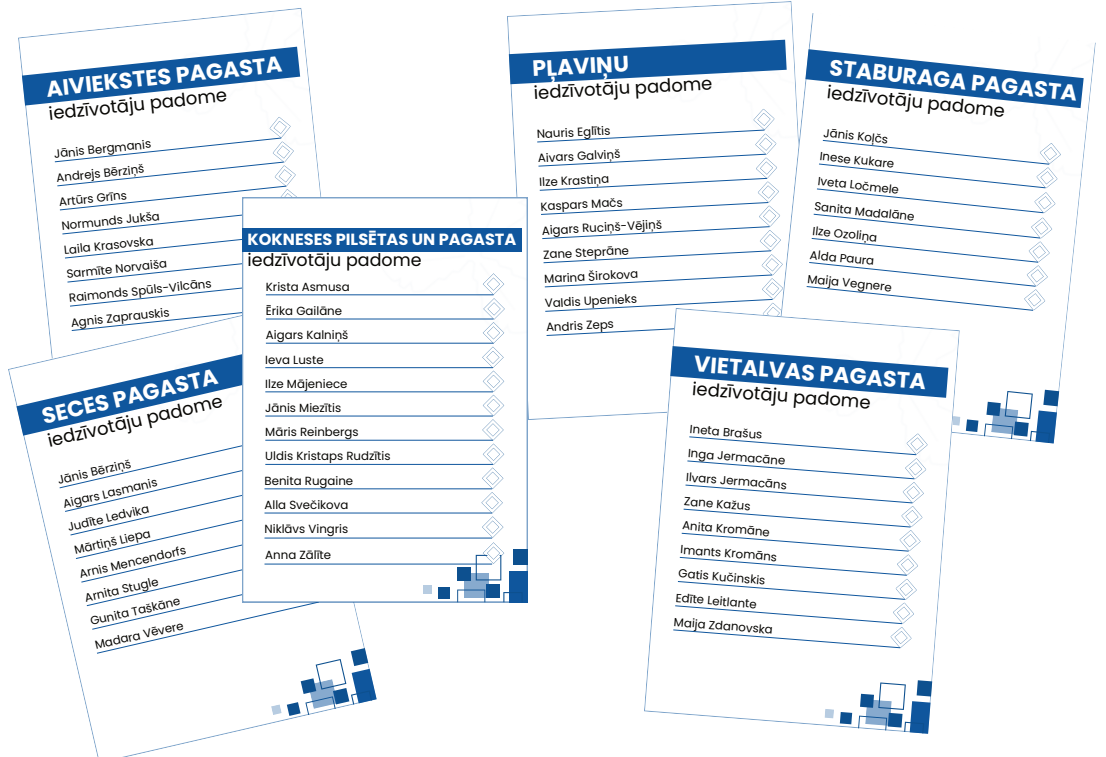 AIVIEKSTES PAGASTA
iedzīvotāju padome
Jānis Bergmanis
Andrejs Bērziņš
Artūrs Grīns
Normunds Jukša
Laila Krasovska
Sarmīte Norvaiša
Raimonds Spūls-Vilcāns
Agnis Zaprauskis
SECES PAGASTA
iedzīvotāju padome
Jānis Bērziņš
Aigars Lasmanis
Judīte Ledvika
Mārtiņš Liepa
Arnis Mencendorfs
Arnita Stugle
Gunita Taškāne
Madara Vēvere
KOKNESES PILSĒTAS UN PAGASTA
iedzīvotāju padome
Krista Asmusa
Ērika Gailāne
Aigars Kalniņš
Ieva Luste
Ilze Mājeniece
Jānis Miezītis
Māris Reinbergs
Uldis Kristaps Rudzītis
Benita Rugaine
Alla Svečikova
Niklāvs Vingris
Anna Zālīte
PĻAVIŅU
iedzīvotāju padome
Nauris Eglītis
Aivars Galviņš
Ilze Krastiņa
Kaspars Mačs
Aigars Ruciņš-Vējiņš
Zane Steprāne
Marina Širokova
Valdis Upenieks
Andris Zeps
STABURAGA PAGASTA
iedzīvotāju padome
Jānis Koļčs
Inese Kukare
Iveta Ločmele
Sanita Madalāne
Ilze Ozoliņa
Alda Paura
Maija Vegnere
VIETALVAS PAGASTA
iedzīvotāju padome
Ineta Brašus
Inga Jermacāne
Ilvars Jermacāns
Zane Kažus
Anita Kromāne
Imants Kromāns
Gatis Kučinskis
Edīte Leitlante
Maija Zdanovska